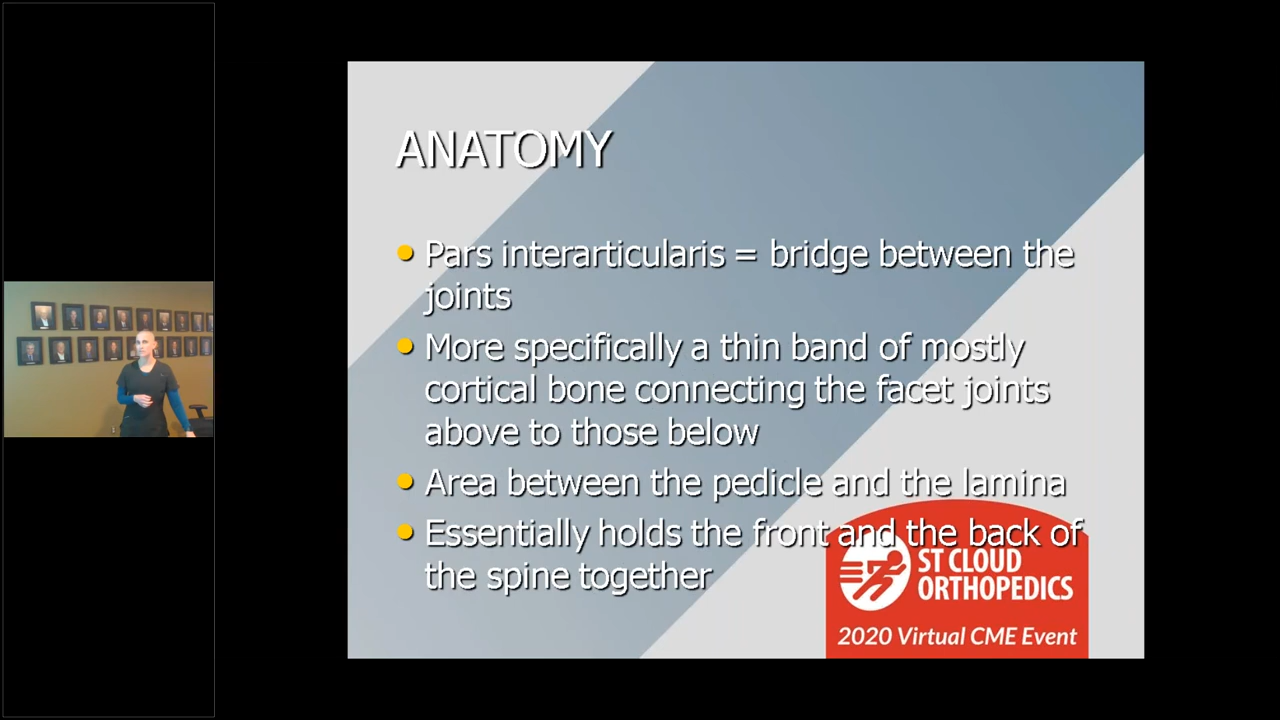 ANATOMY
Pars interarticularis = bridge between the
joints
More specifically a thin band of mostly
cortical bone connecting the facet joints
above to those below
Area between the pedicle and the lamina
Essentially holds the front and the back of
the spine together
ST CLOUD
ORTHOPEDICS
2020 Virtual CME Event